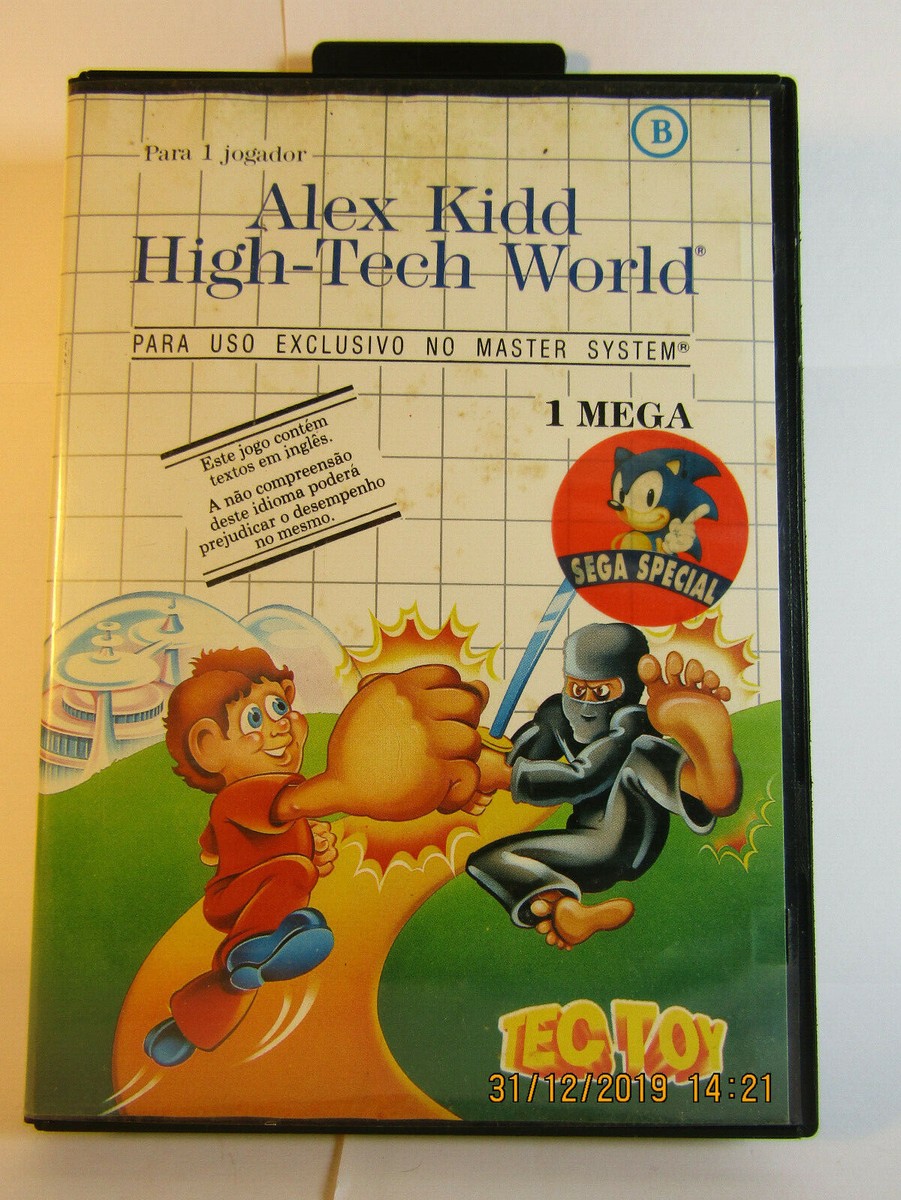 B
Para 1 jogador
Alex Kidd
High-Tech World®
PARA USO EXCLUSIVO NO MASTER SYSTEM®
1 MEGA
Este jogo contém
textos em inglês.
A não compreensão
deste idioma poderá
prejudicar o desempenho
no mesmo.
SEGA SPECIAL
TEC TOY
31/12/2019 14:21